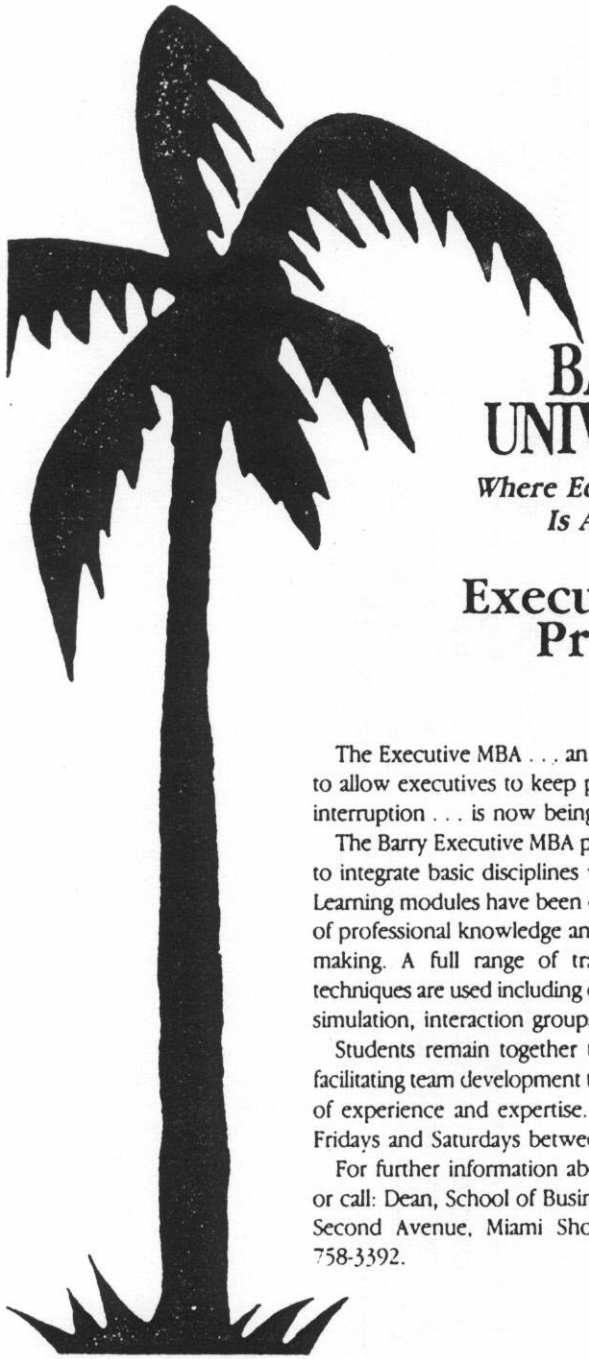 BA
UNIV
Where Ed
Is A
Execu
Pr
The Executive MBA . . . an
to allow executives to keep p
interruption . . . is now being
The Barry Executive MBA p
to integrate basic disciplines
Learning modules have been
of professional knowledge an
making. A full range of tra
techniques are used including
simulation, interaction group
Students remain together t
facilitating team development t
of experience and expertise.
Fridays and Saturdays between
For further information ab
or call: Dean, School of Busin
Second Avenue, Miami Sho
758-3392.